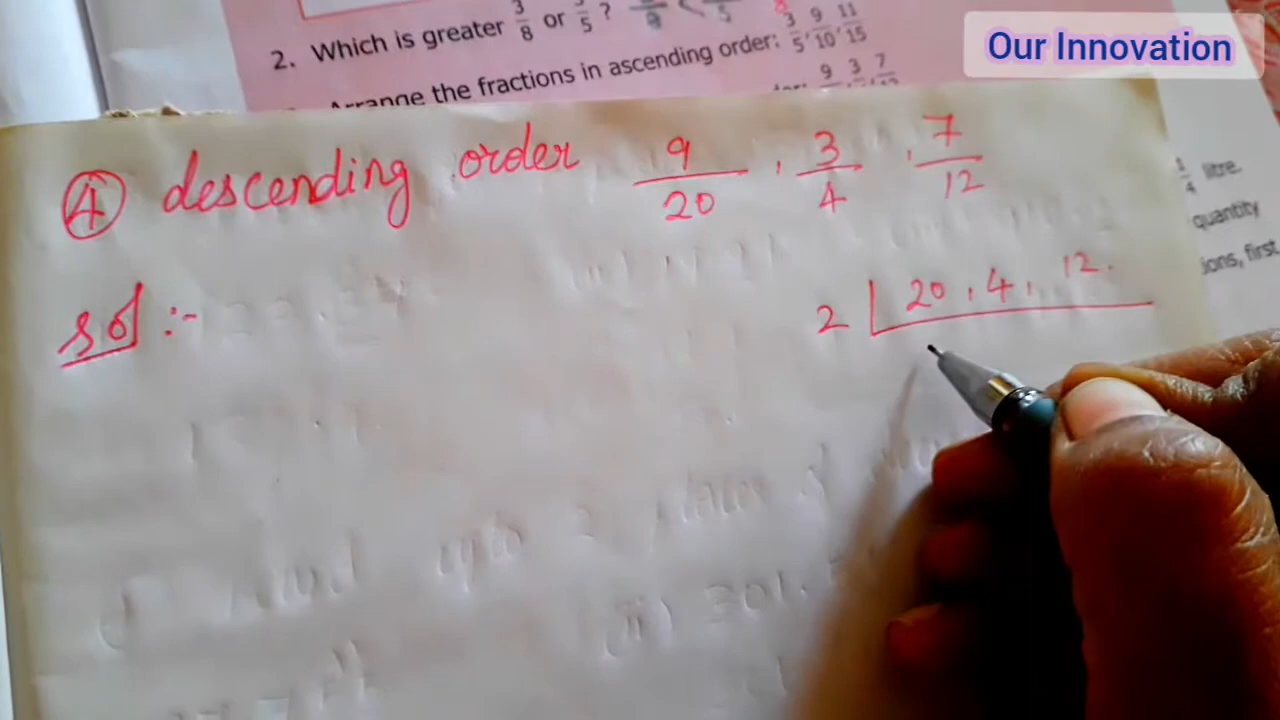 2. Which is greater 3/8 or /5 ?
Our Innovation
Arrange the fractions in ascending order: 3/5, 9/10, 11/15
9 3 7
④ descending order 9/20 , 3/4 , 7/12
litre.
quantity
ions, first
sol :-
2 | 20 , 4 , 12.